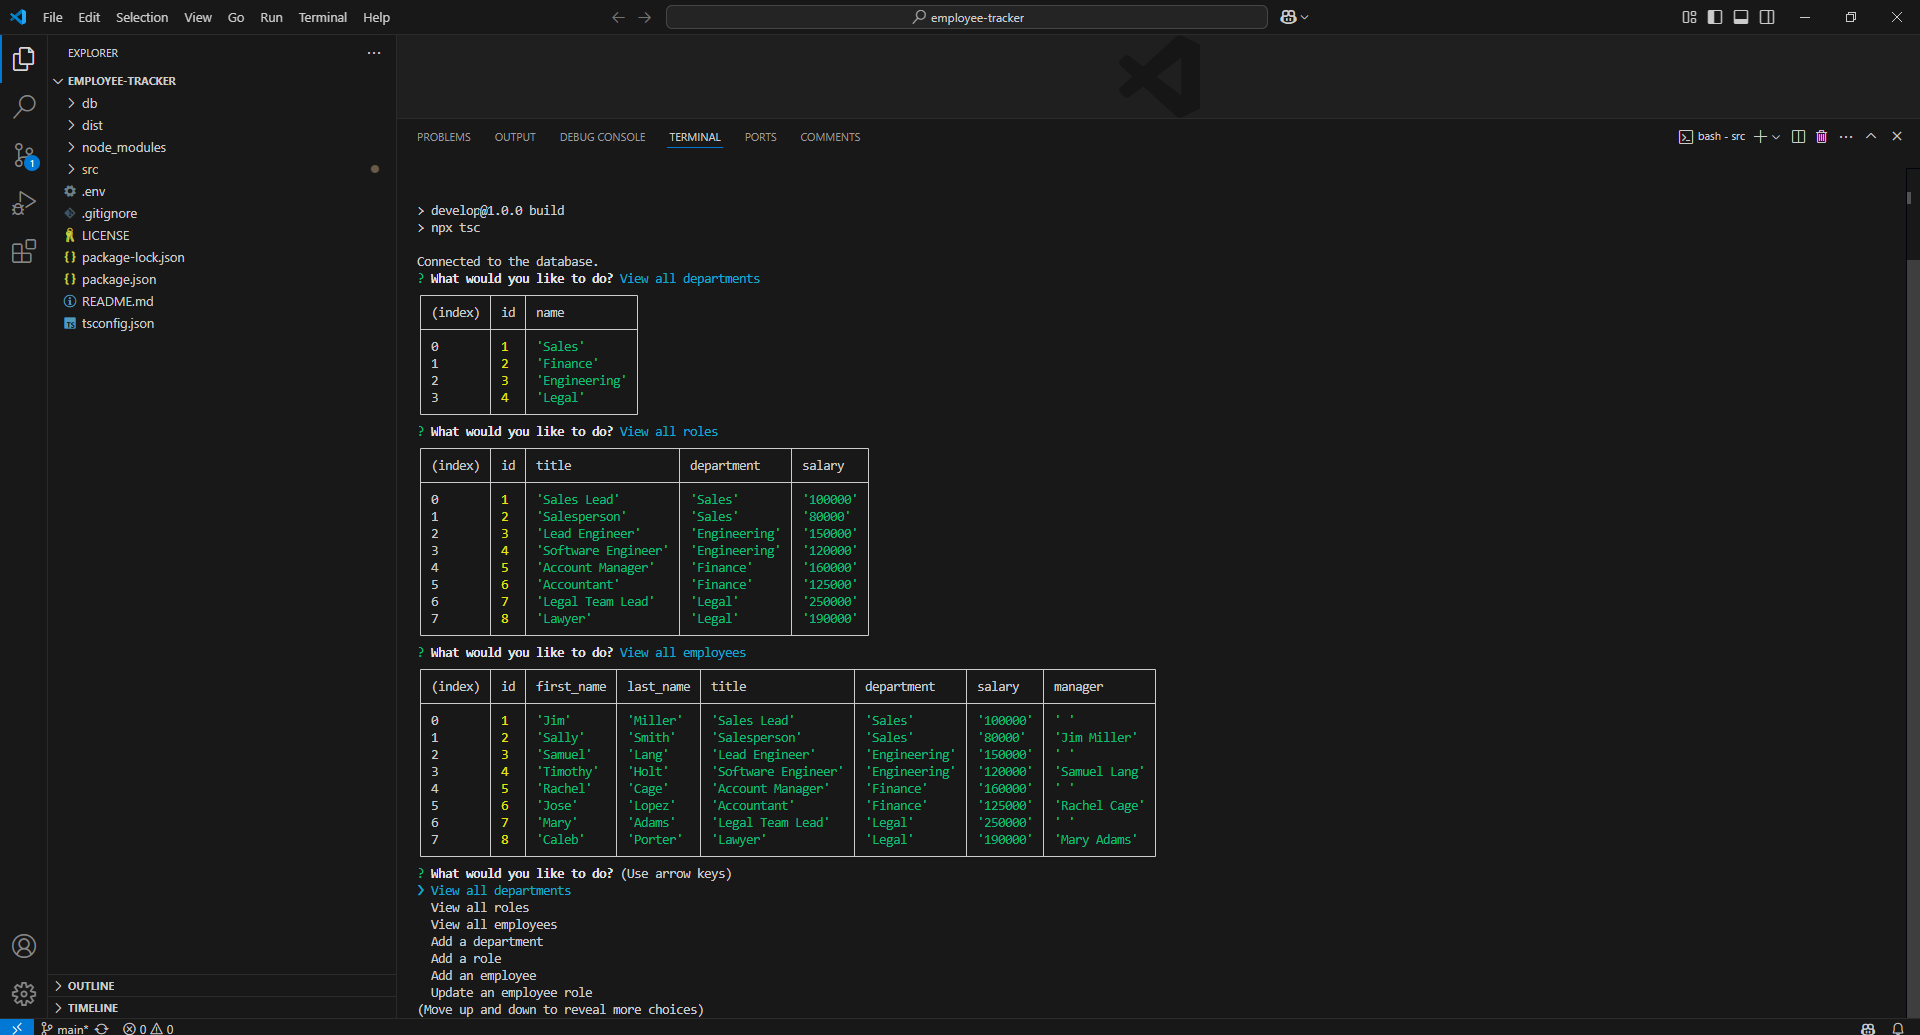 File Edit Selection View Go Run Terminal Help
employee-tracker
EXPLORER
EMPLOYEE-TRACKER
db
dist
node_modules
src
.env
.gitignore
LICENSE
package-lock.json
package.json
README.md
tsconfig.json
OUTLINE
TIMELINE
1
PROBLEMS OUTPUT DEBUG CONSOLE TERMINAL PORTS COMMENTS
bash - src
> develop@1.0.0 build
> npx tsc
Connected to the database.
? What would you like to do? View all departments
(index) id name
0 1 'Sales'
1 2 'Finance'
2 3 'Engineering'
3 4 'Legal'
? What would you like to do? View all roles
(index) id title department salary
0 1 'Sales Lead' 'Sales' '100000'
1 2 'Salesperson' 'Sales' '80000'
2 3 'Lead Engineer' 'Engineering' '150000'
3 4 'Software Engineer' 'Engineering' '120000'
4 5 'Account Manager' 'Finance' '160000'
5 6 'Accountant' 'Finance' '125000'
6 7 'Legal Team Lead' 'Legal' '250000'
7 8 'Lawyer' 'Legal' '190000'
? What would you like to do? View all employees
(index) id first_name last_name title department salary manager
0 1 'Jim' 'Miller' 'Sales Lead' 'Sales' '100000' ' '
1 2 'Sally' 'Smith' 'Salesperson' 'Sales' '80000' 'Jim Miller'
2 3 'Samuel' 'Lang' 'Lead Engineer' 'Engineering' '150000' ' '
3 4 'Timothy' 'Holt' 'Software Engineer' 'Engineering' '120000' 'Samuel Lang'
4 5 'Rachel' 'Cage' 'Account Manager' 'Finance' '160000' ' '
5 6 'Jose' 'Lopez' 'Accountant' 'Finance' '125000' 'Rachel Cage'
6 7 'Mary' 'Adams' 'Legal Team Lead' 'Legal' '250000' ' '
7 8 'Caleb' 'Porter' 'Lawyer' 'Legal' '190000' 'Mary Adams'
? What would you like to do? (Use arrow keys)
❯ View all departments
View all roles
View all employees
Add a department
Add a role
Add an employee
Update an employee role
(Move up and down to reveal more choices)
main* 0 0